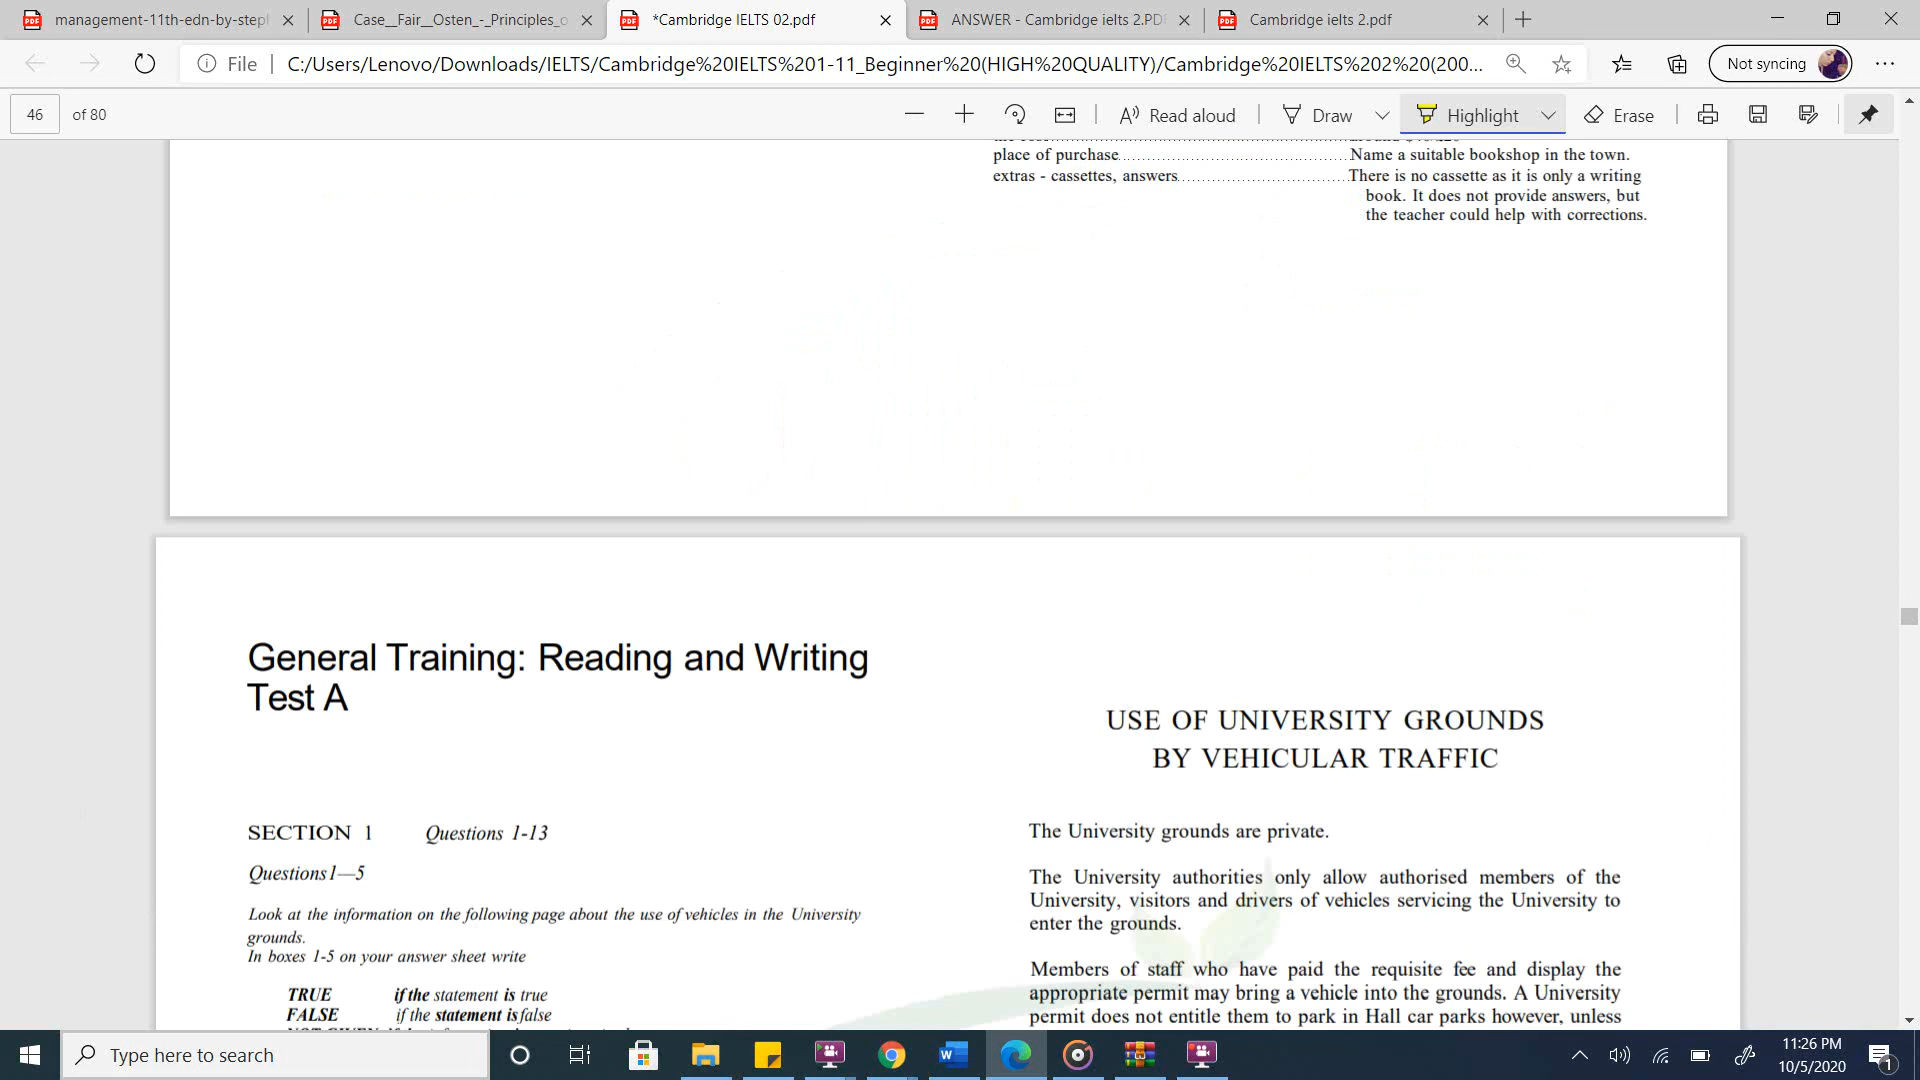 management-11th-edn-by-steph
Case__Fair__Osten_-_Principles_o
*Cambridge IELTS 02.pdf
ANSWER - Cambridge ielts 2.PDF
Cambridge ielts 2.pdf
File
C:/Users/Lenovo/Downloads/IELTS/Cambridge%20IELTS%201-11_Beginner%20(HIGH%20QUALITY)/Cambridge%20IELTS%202%20(200...
Not syncing
46 of 80
Read aloud
Draw
Highlight
Erase
place of purchase Name a suitable bookshop in the town.
extras - cassettes, answers There is no cassette as it is only a writing
book. It does not provide answers, but
the teacher could help with corrections.
General Training: Reading and Writing
Test A
SECTION 1 Questions 1-13
Questions1—5
Look at the information on the following page about the use of vehicles in the University
grounds.
In boxes 1-5 on your answer sheet write
TRUE if the statement is true
FALSE if the statement is false
USE OF UNIVERSITY GROUNDS
BY VEHICULAR TRAFFIC
The University grounds are private.
The University authorities only allow authorised members of the
University, visitors and drivers of vehicles servicing the University to
enter the grounds.
Members of staff who have paid the requisite fee and display the
appropriate permit may bring a vehicle into the grounds. A University
permit does not entitle them to park in Hall car parks however, unless
Type here to search
11:26 PM
10/5/2020
1